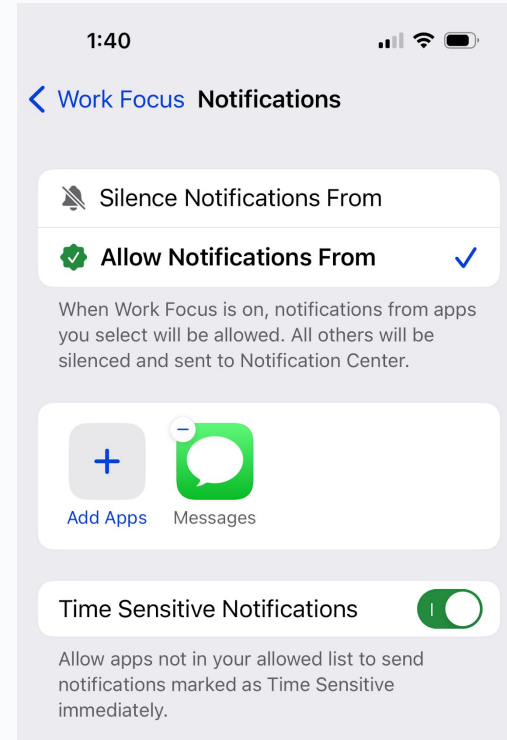 1:40
Work Focus Notifications
Silence Notifications From
Allow Notifications From
When Work Focus is on, notifications from apps
you select will be allowed. All others will be
silenced and sent to Notification Center.
Add Apps Messages
Time Sensitive Notifications
Allow apps not in your allowed list to send
notifications marked as Time Sensitive
immediately.